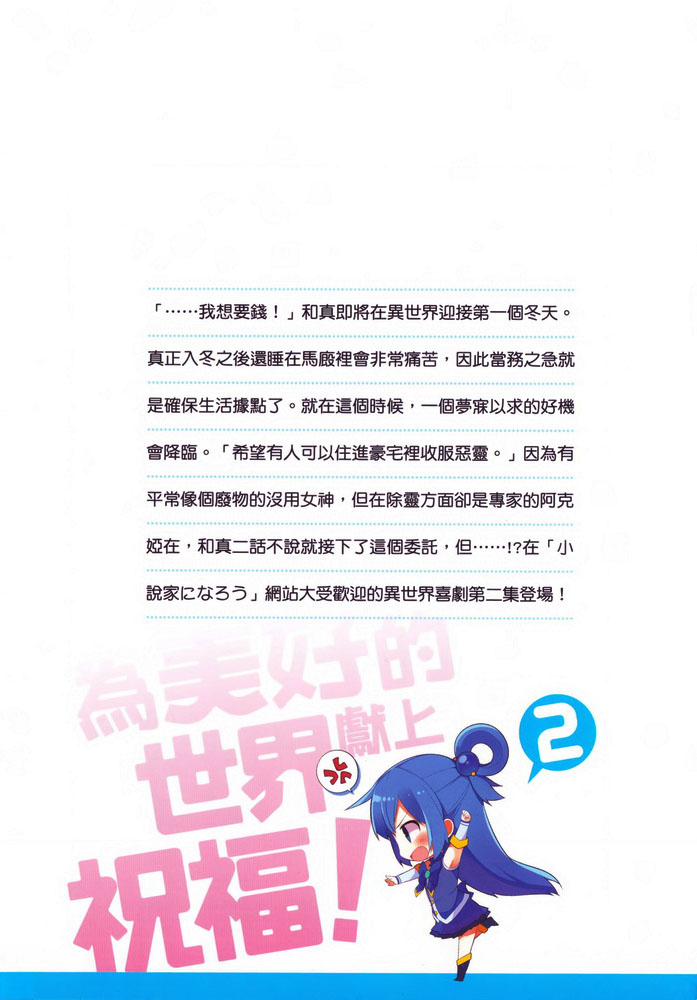 「⋯⋯我想要錢！」和真即將在異世界迎接第一個冬天。
真正入冬之後還睡在馬廄裡會非常痛苦，因此當務之急就
是確保生活據點了。就在這個時候，一個夢寐以求的好機
會降臨。「希望有人可以住進豪宅裡收服惡靈。」因為有
平常像個廢物的沒用女神，但在除靈方面卻是專家的阿克
婭在，和真二話不說就接下了這個委託，但⋯⋯!?在「小
說家になろう」網站大受歡迎的異世界喜劇第二集登場！
為美好的
世界獻上
祝福！
2